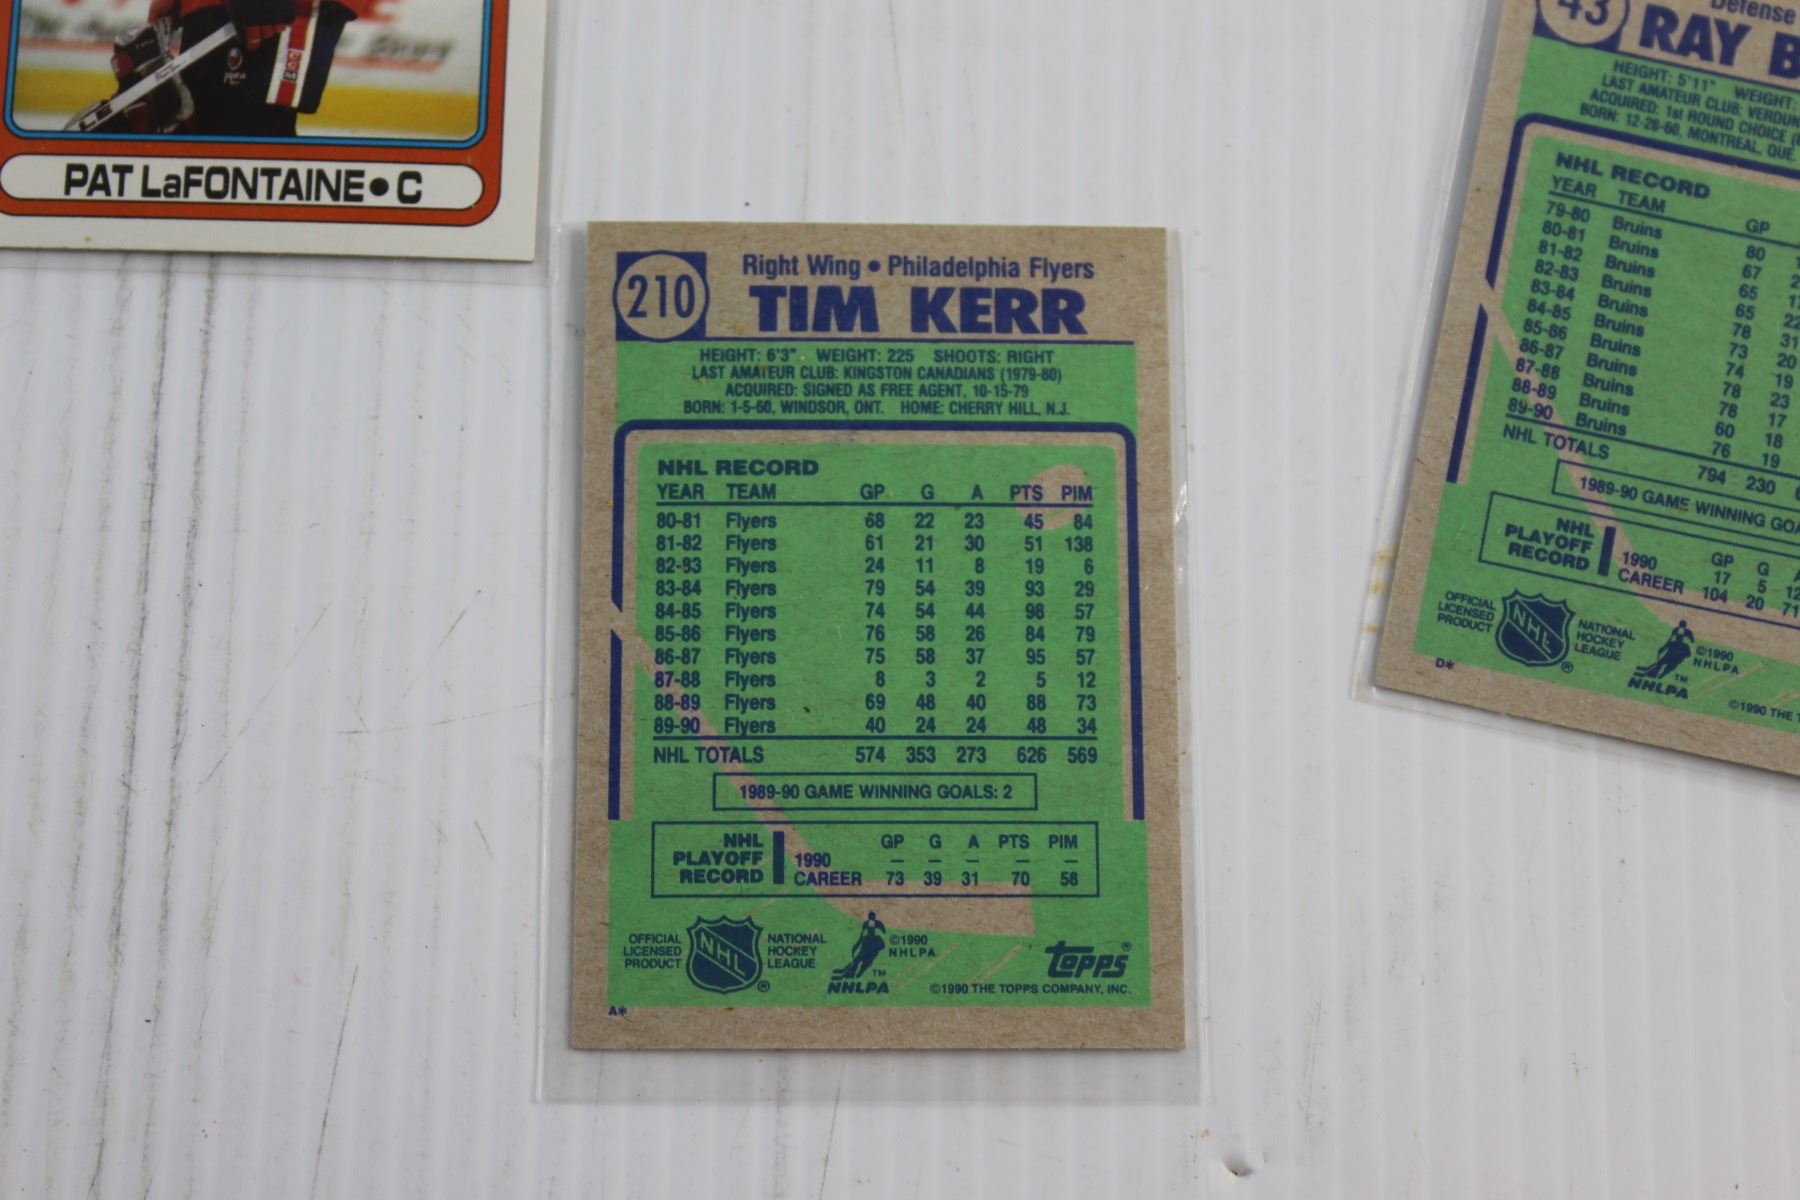 PAT LaFONTAINE • C
210
Right Wing • Philadelphia Flyers
TIM KERR
HEIGHT: 6'3" WEIGHT: 225 SHOOTS: RIGHT
LAST AMATEUR CLUB: KINGSTON CANADIANS (1979-80)
ACQUIRED: SIGNED AS FREE AGENT, 10-15-79
BORN: 1-5-60, WINDSOR, ONT. HOME: CHERRY HILL, N.J.
NHL RECORD
YEAR TEAM GP G A PTS PIM
80-81 Flyers 68 22 23 45 84
81-82 Flyers 61 21 30 51 138
82-83 Flyers 24 11 8 19 6
83-84 Flyers 79 54 39 93 29
84-85 Flyers 74 54 44 98 57
85-86 Flyers 76 58 26 84 79
86-87 Flyers 75 58 37 95 57
87-88 Flyers 8 3 2 5 12
88-89 Flyers 69 48 40 88 73
89-90 Flyers 40 24 24 48 34
NHL TOTALS 574 353 273 626 569
1989-90 GAME WINNING GOALS: 2
NHL PLAYOFF RECORD
GP G A PTS PIM
1990 – – – – –
CAREER 73 39 31 70 58
OFFICIAL LICENSED PRODUCT
NHL
®
NATIONAL HOCKEY LEAGUE
©1990 NHLPA
TM
NHLPA
Topps®
©1990 THE TOPPS COMPANY, INC.
A*
43
Defense
RAY B
HEIGHT: 5'11" WEIGHT:
LAST AMATEUR CLUB: VERDUN
ACQUIRED: 1st ROUND CHOICE
BORN: 12-28-60, MONTREAL, QUE.
NHL RECORD
YEAR TEAM GP
79-80 Bruins 80
80-81 Bruins 67
81-82 Bruins 65
82-83 Bruins 65
83-84 Bruins 78
84-85 Bruins 73
85-86 Bruins 74
86-87 Bruins 78
87-88 Bruins 78
88-89 Bruins 60
89-90 Bruins 76
NHL TOTALS 794 230
1989-90 GAME WINNING
NHL PLAYOFF RECORD
GP G
1990 17 5 12
CAREER 104 20 71
OFFICIAL LICENSED PRODUCT
NHL
®
NATIONAL HOCKEY LEAGUE
©1990 NHLPA
TM
NHLPA
©1990 THE
D*